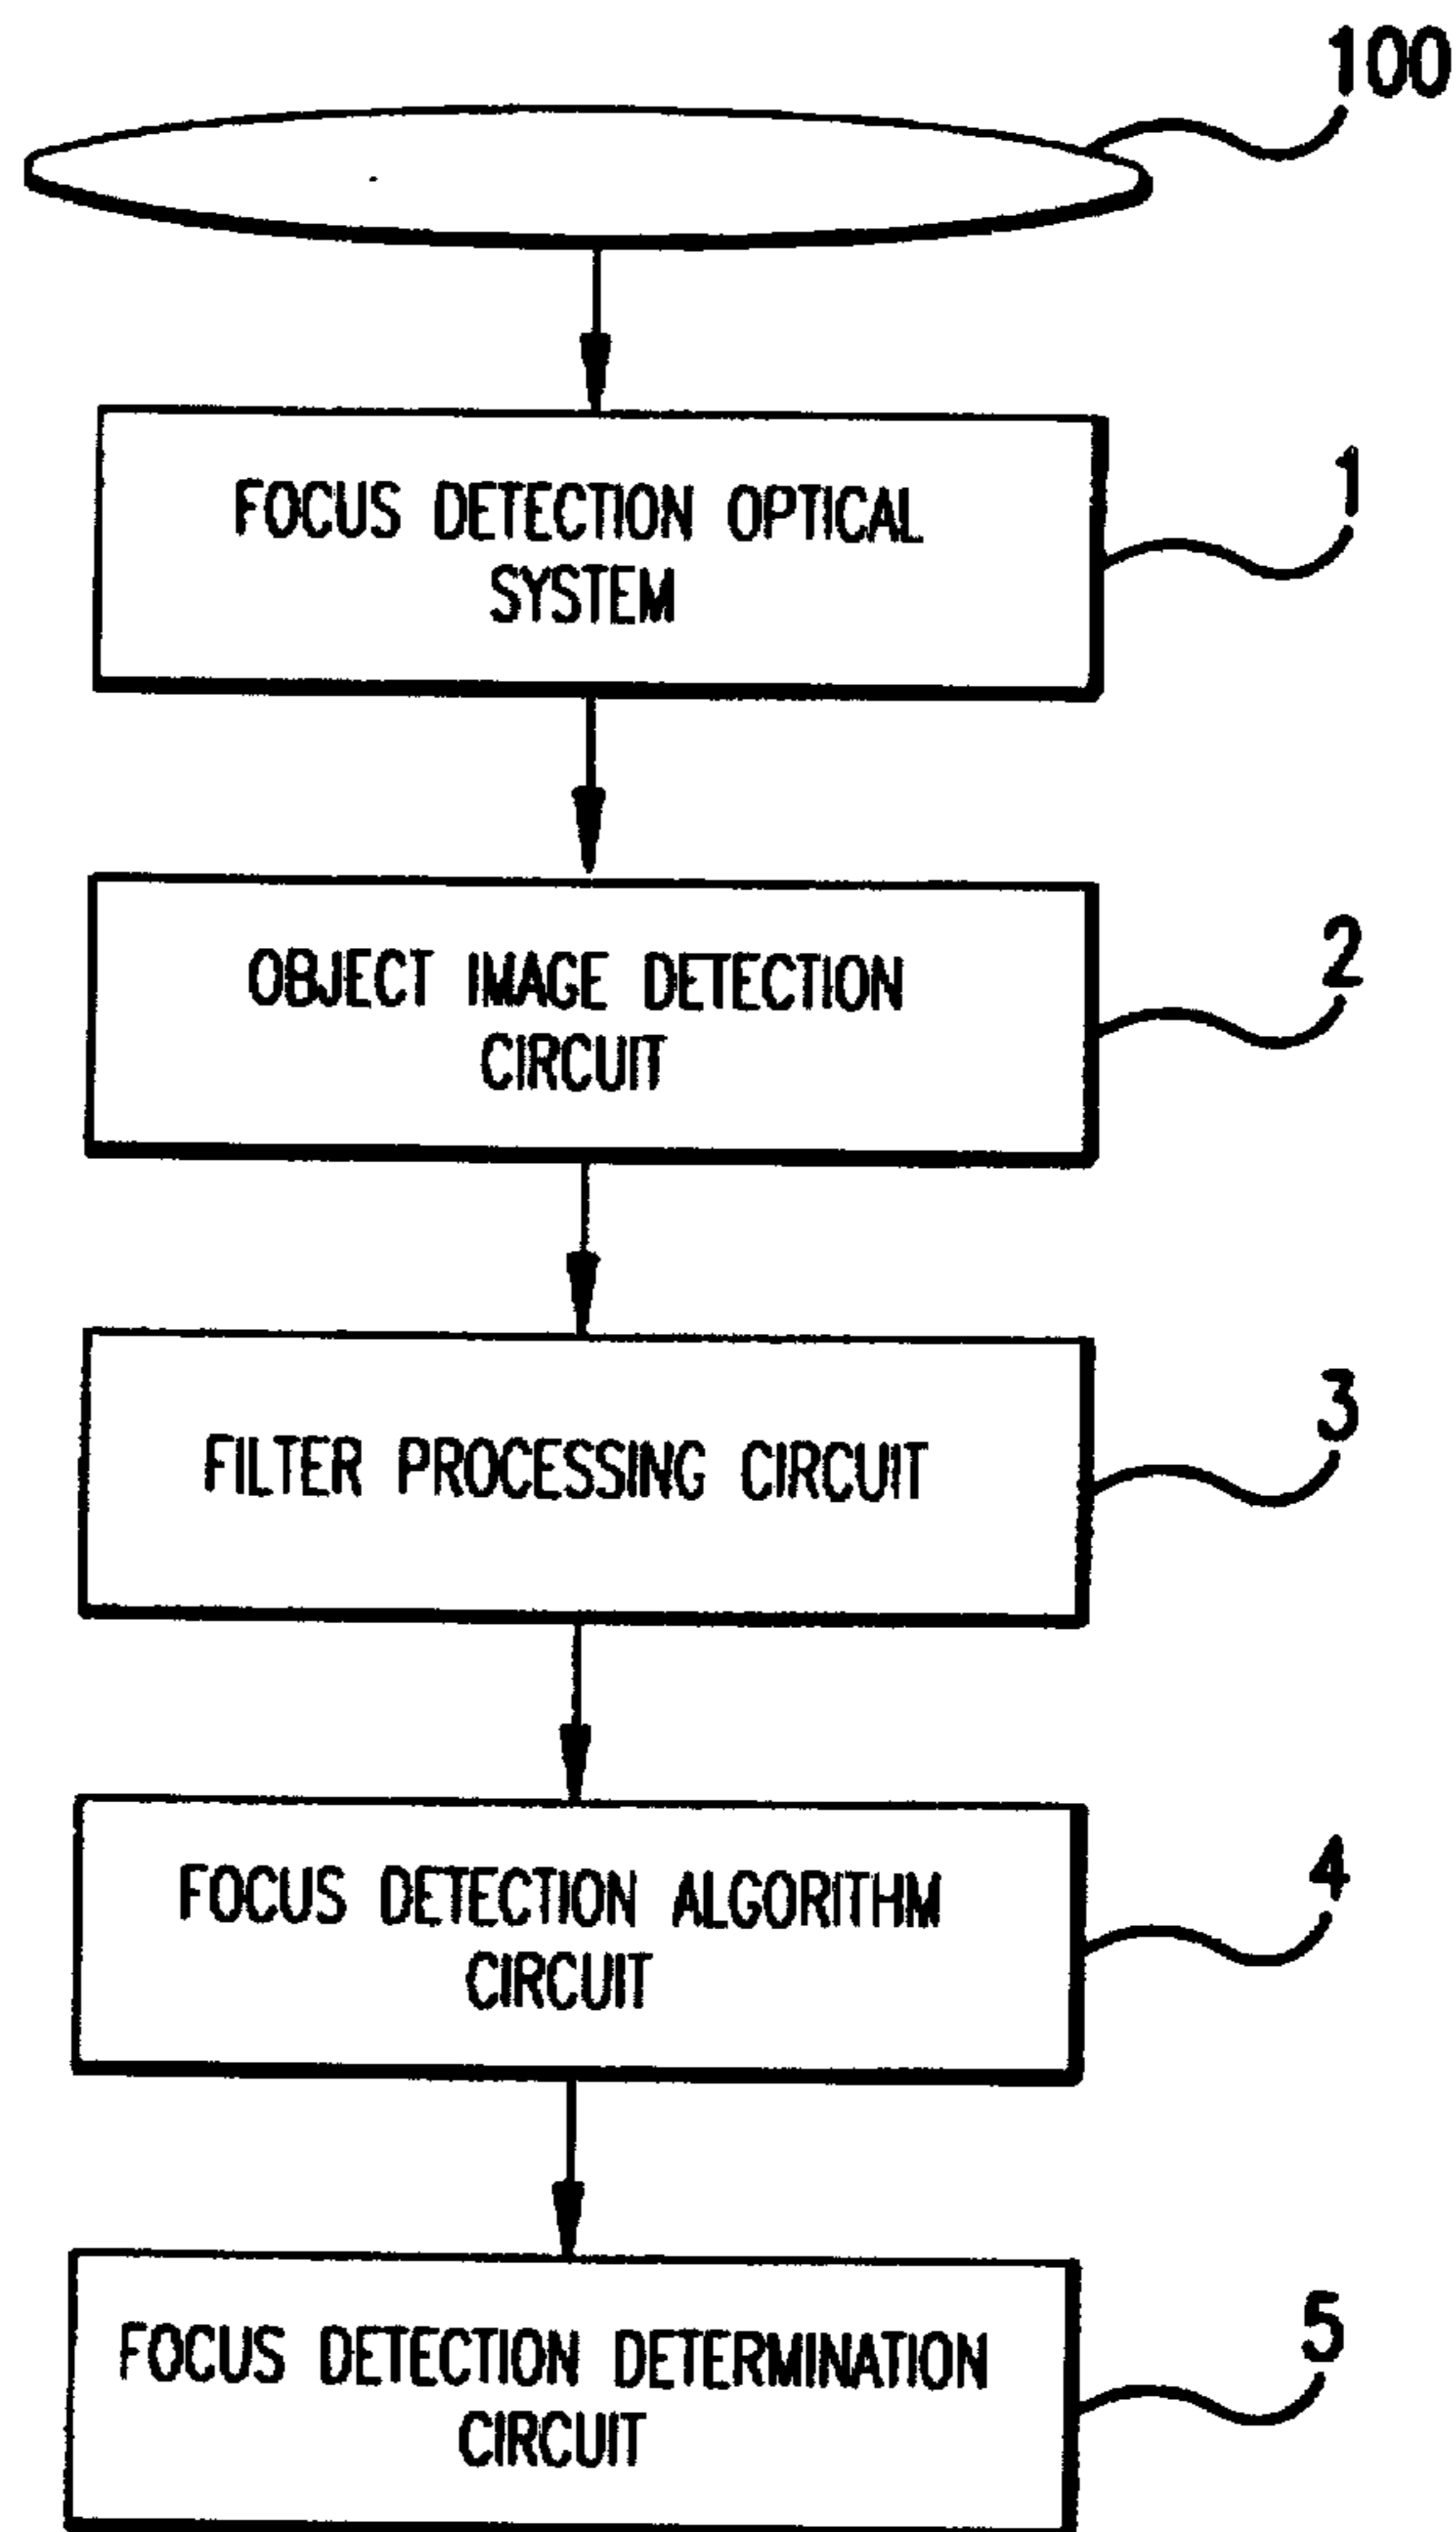 100
FOCUS DETECTION OPTICAL
SYSTEM
1
OBJECT IMAGE DETECTION
CIRCUIT
2
FILTER PROCESSING CIRCUIT
3
FOCUS DETECTION ALGORITHM
CIRCUIT
4
FOCUS DETECTION DETERMINATION
CIRCUIT
5